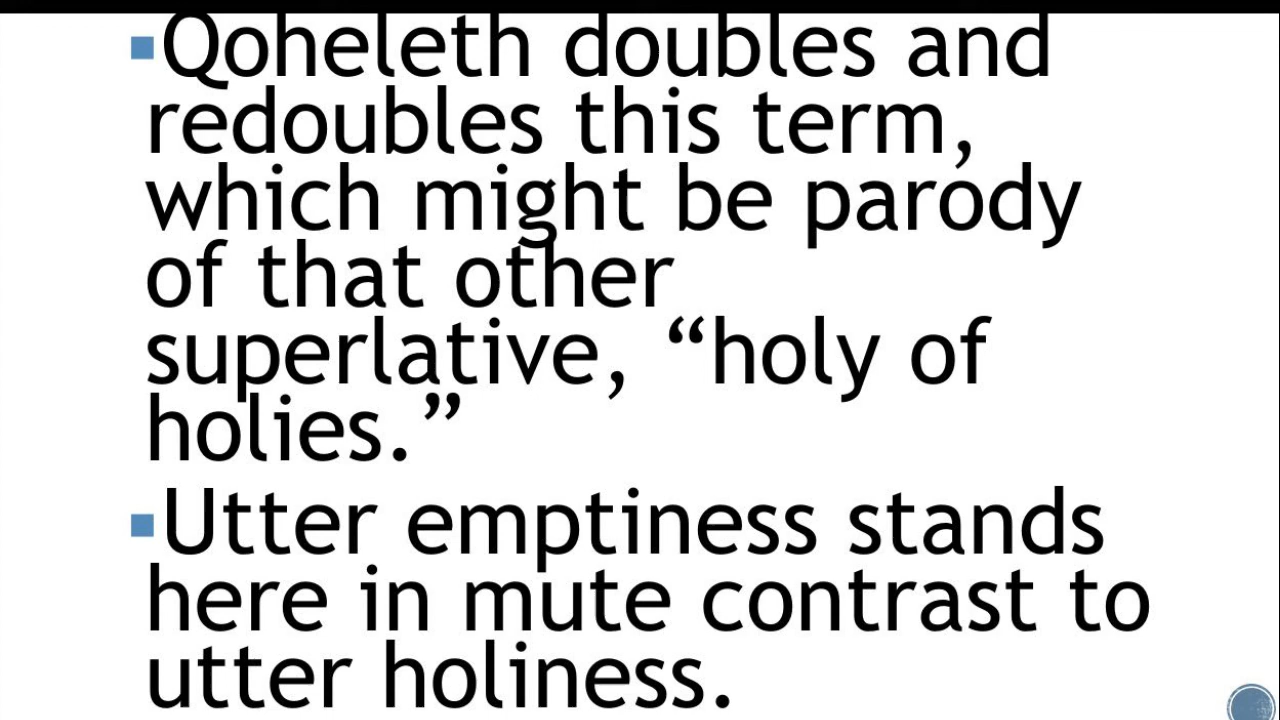 ▪Qoheleth doubles and
redoubles this term,
which might be parody
of that other
superlative, “holy of
holies.”
▪Utter emptiness stands
here in mute contrast to
utter holiness.